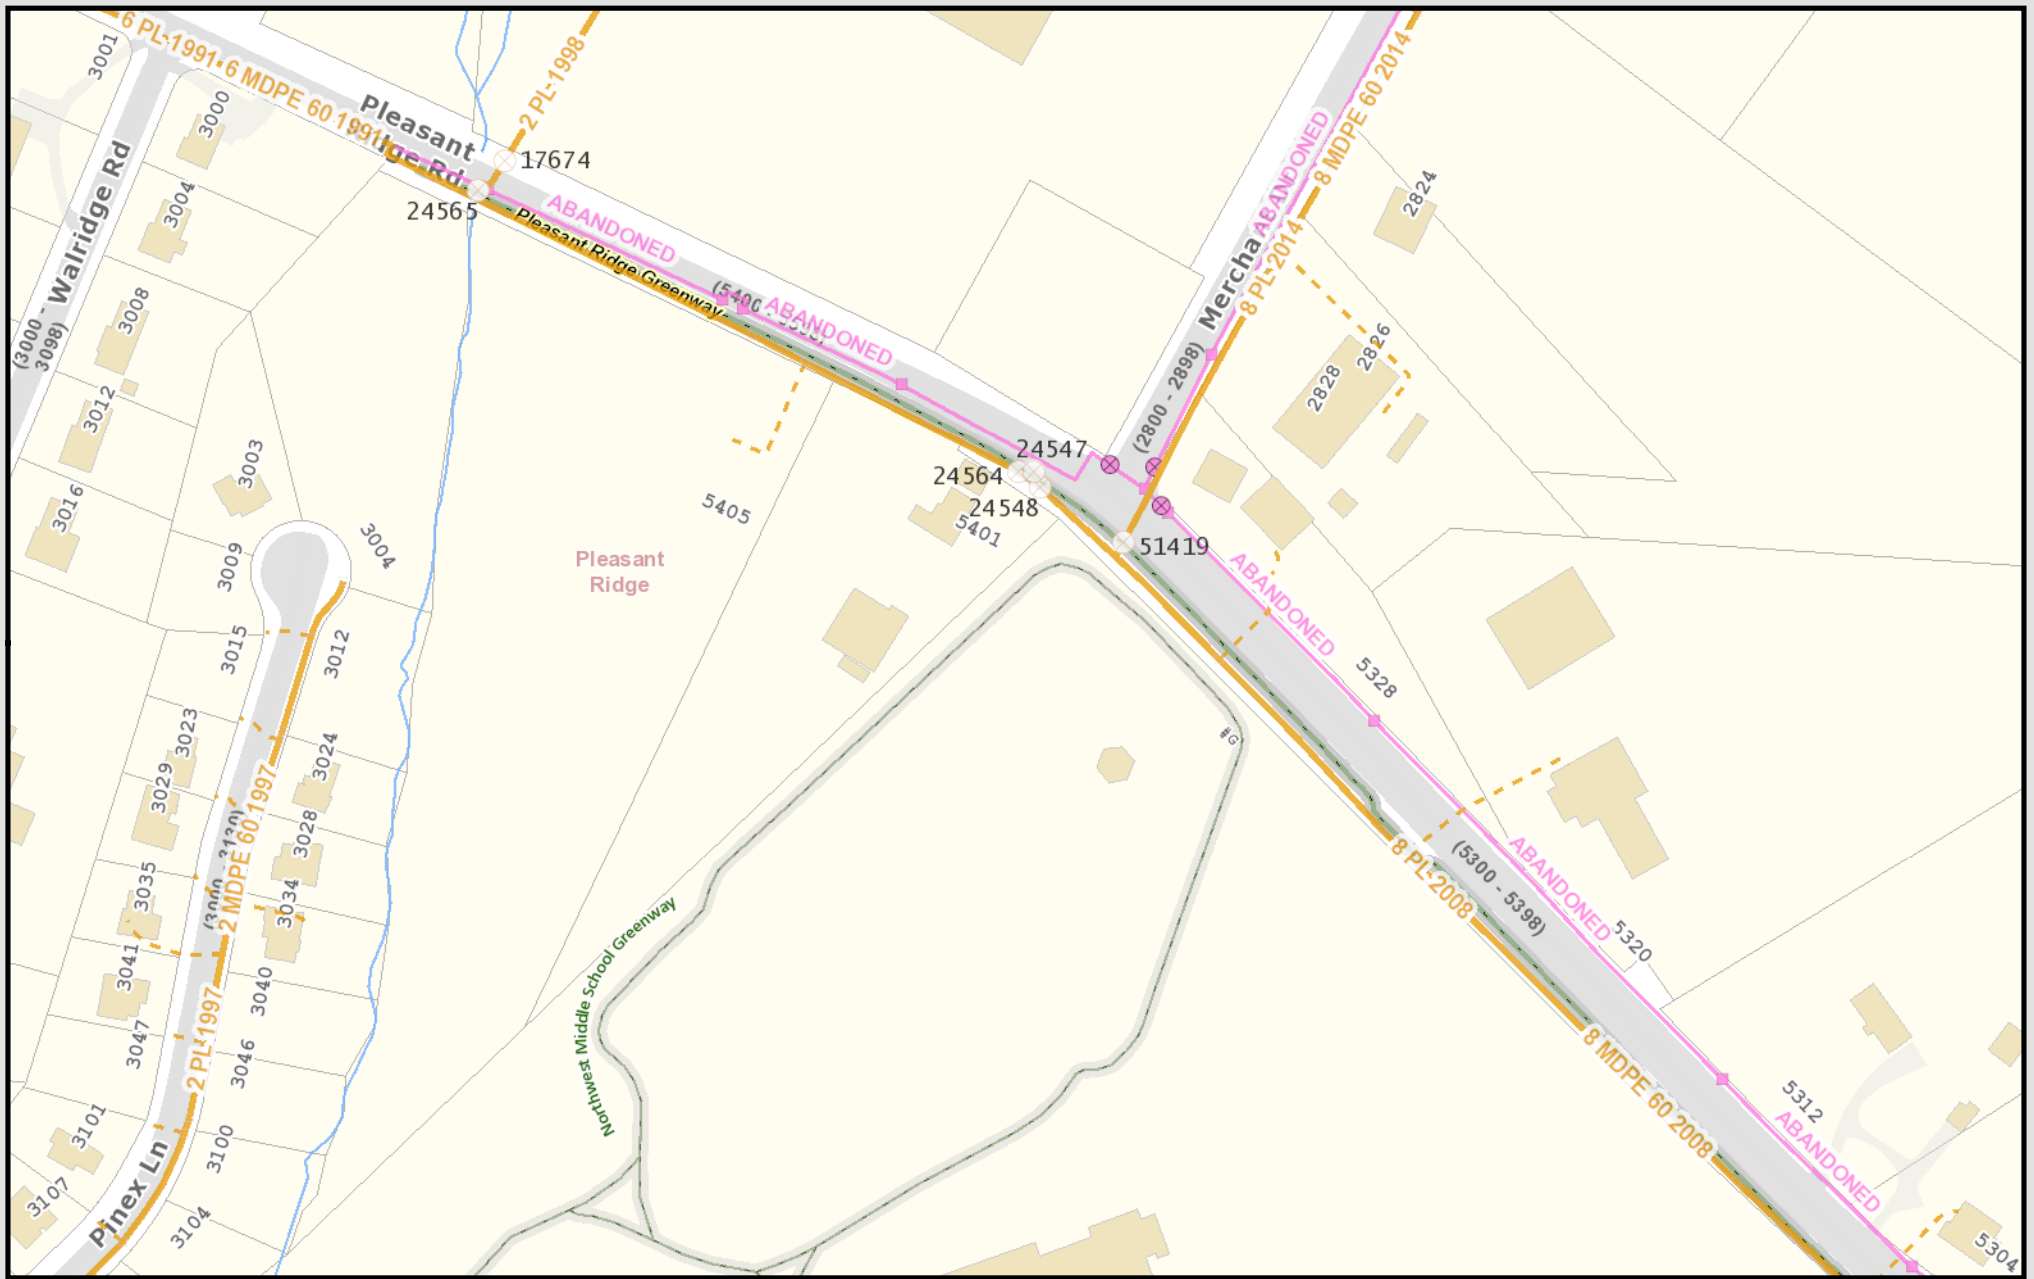 6 PL-1991
6 MDPE 60 1991
2 PL-1998
Pleasant
dge Rd
17674
24565
ABANDONED
Pleasant Ridge Greenway
ABANDONED
ABANDONED
8 MDPE 60 2014
8 PL-2014
Mercha
(2800 - 2898)
2824
2826
2828
3001
3000
3004
3008
3012
3016
(3000 -
3098)
Walridge Rd
3003
3004
3009
3015
3012
3023
3024
3029
3028
3035
3034
3041
3040
3047
3046
3101
3100
3107
3104
2 MDPE 60 1997
2 PL-1997
Pinex Ln
24547
24564
24548
51419
5405
5401
Pleasant
Ridge
#G
Northwest Middle School Greenway
ABANDONED
5328
8 PL-2008
(5300 - 5398)
ABANDONED
5320
8 MDPE 60 2008
5312
ABANDONED
5304